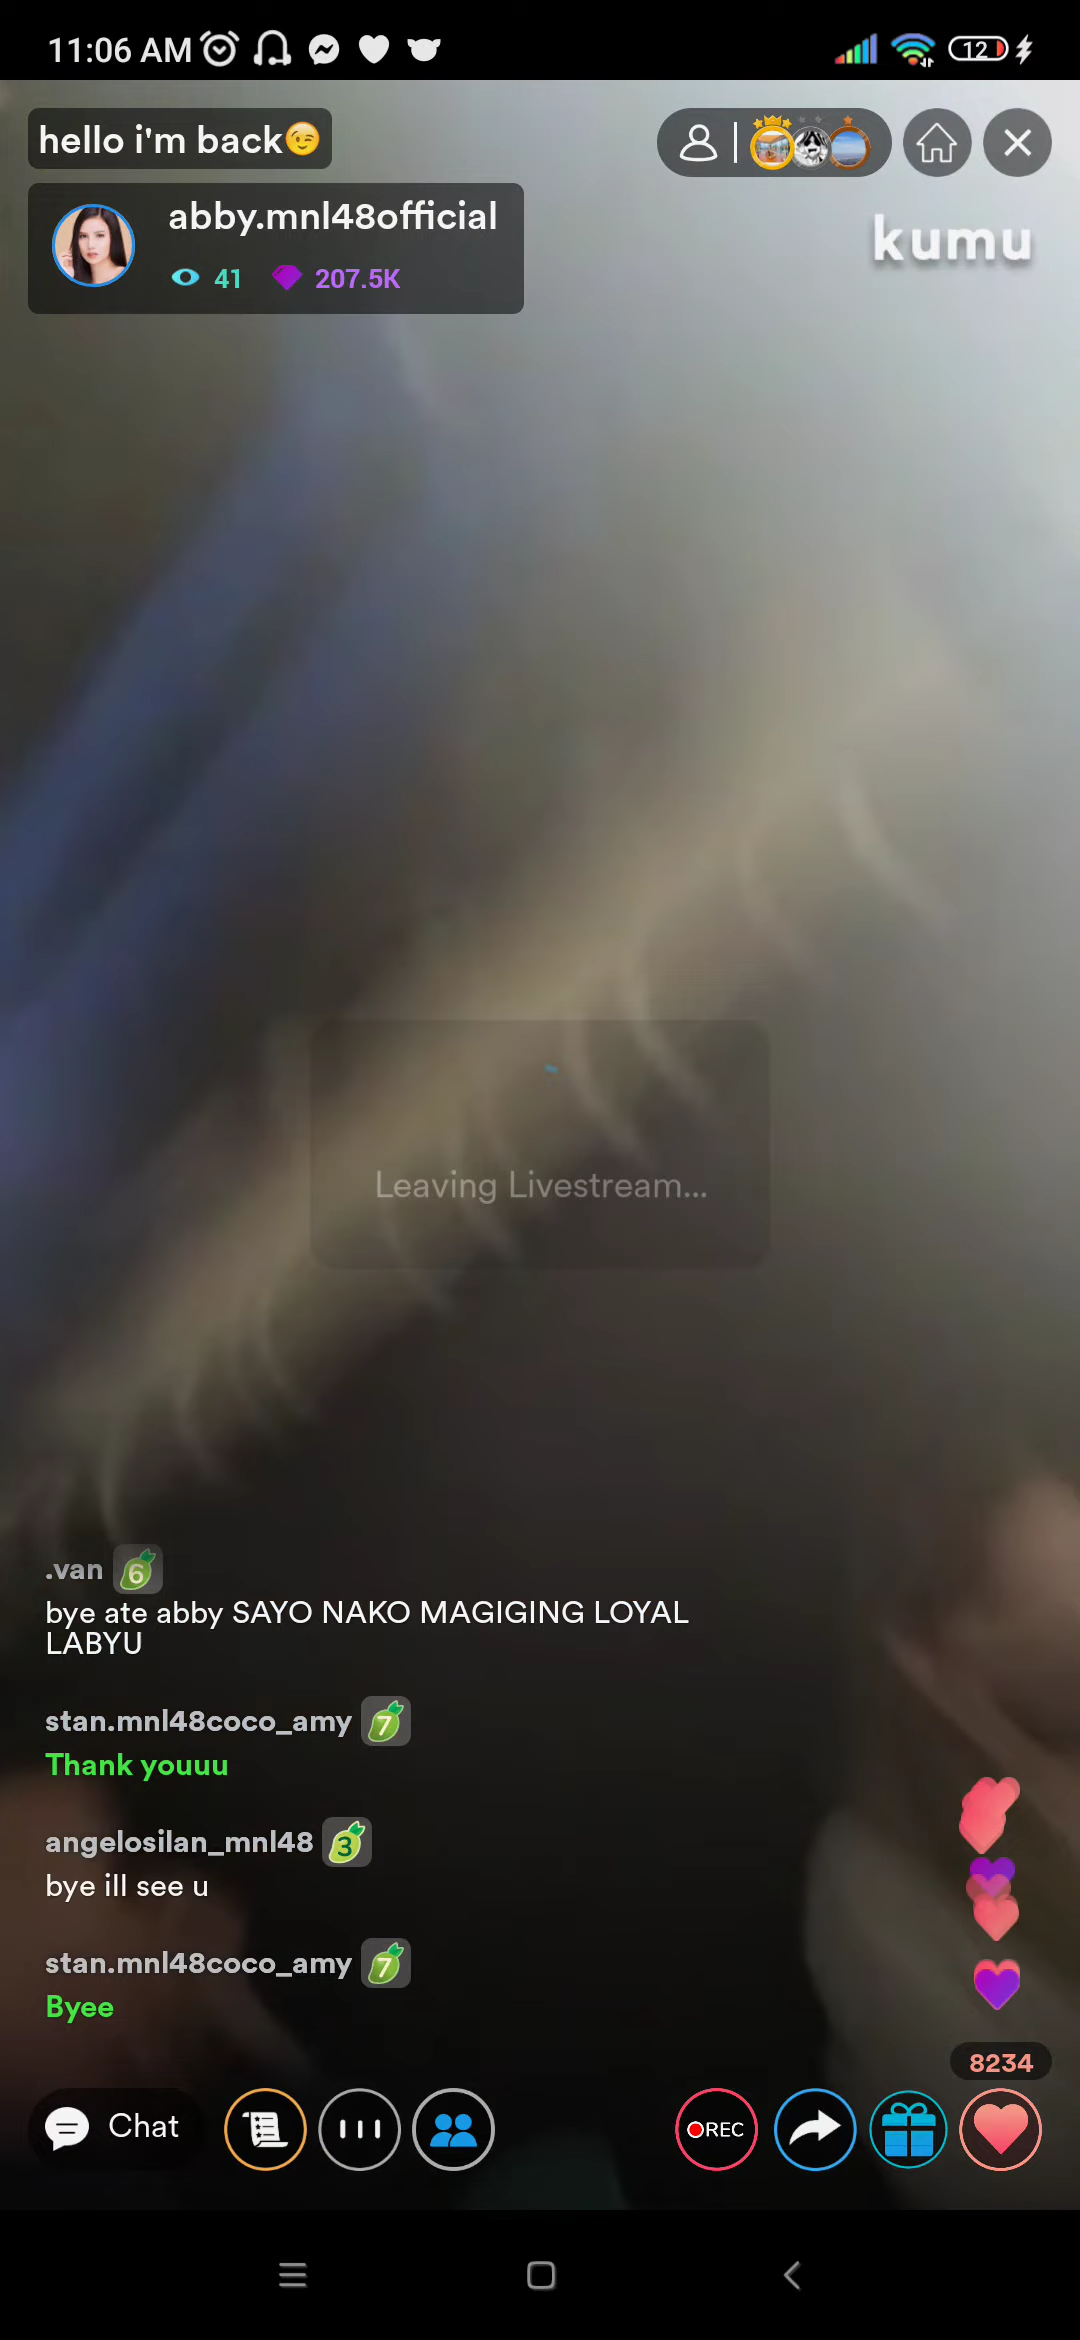 11:06 AM
12
hello i'm back😉
abby.mnl48official
41 207.5K
kumu
Leaving Livestream...
.van 6
bye ate abby SAYO NAKO MAGIGING LOYAL
LABYU
stan.mnl48coco_amy 7
Thank youuu
angelosilan_mnl48 3
bye ill see u
stan.mnl48coco_amy 7
Byee
8234
Chat
REC